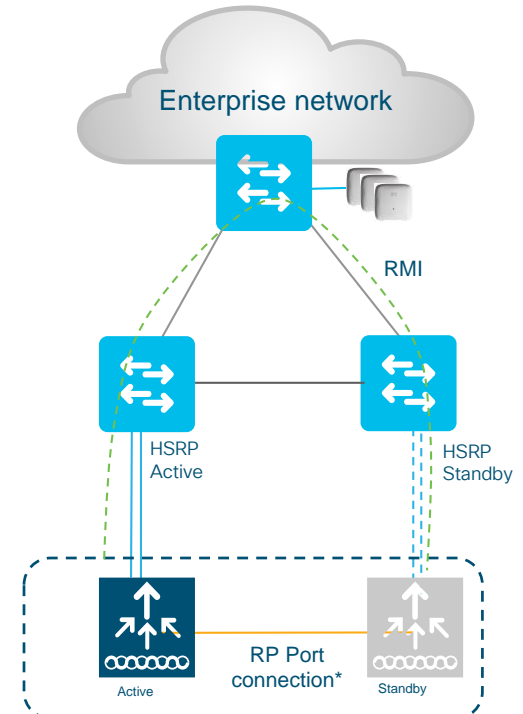 Enterprise network
RMI
HSRP
Active
HSRP
Standby
RP Port
connection*
Active
Standby